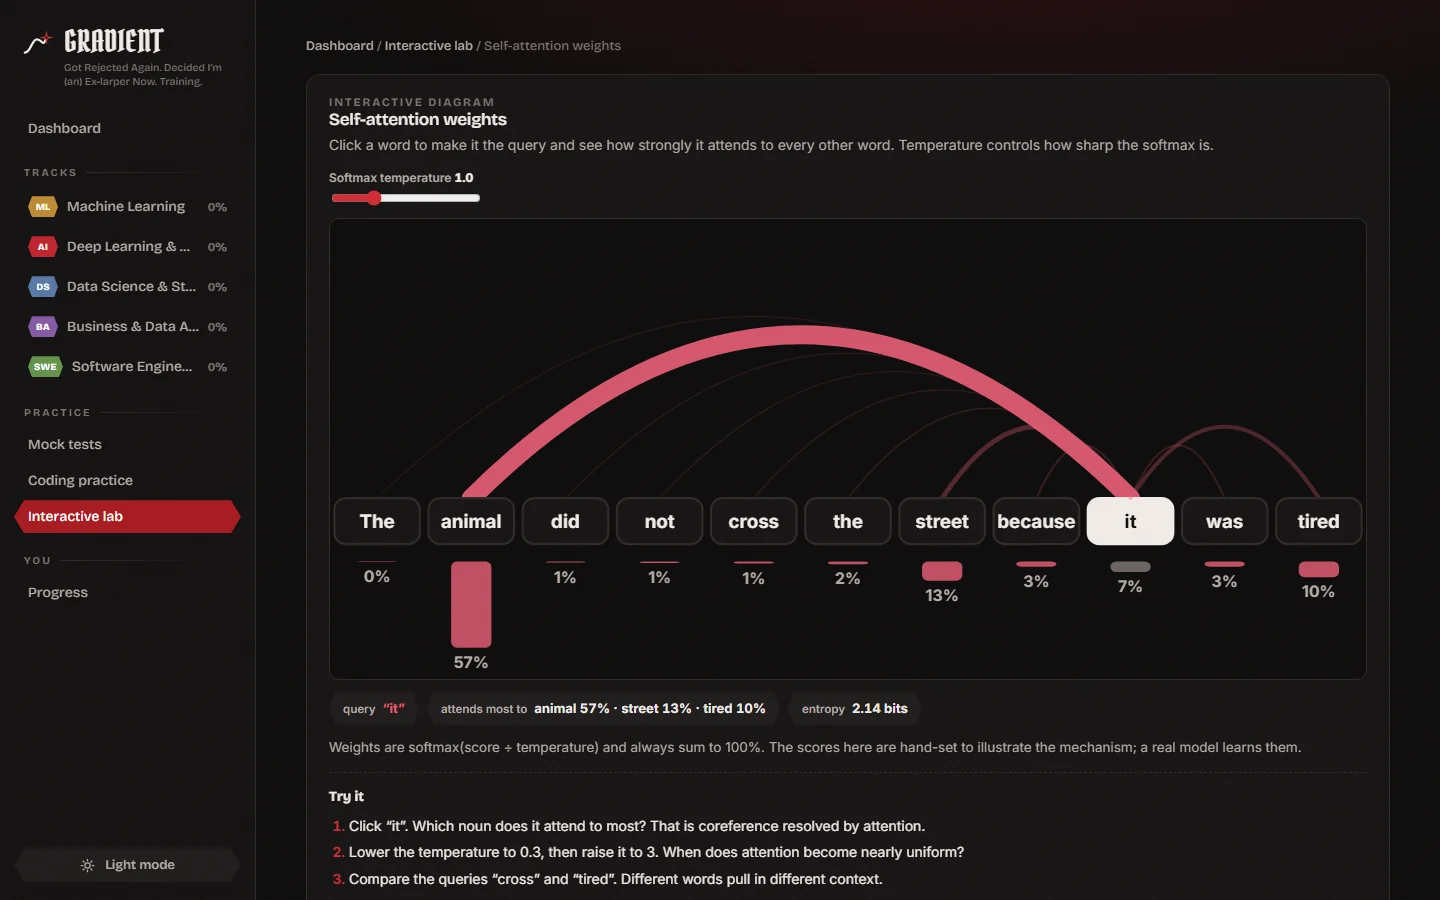 GRADIENT
Got Rejected Again. Decided I'm
(an) Ex-larper Now. Training.
Dashboard
TRACKS
ML Machine Learning 0%
AI Deep Learning & ... 0%
DS Data Science & St... 0%
BA Business & Data A... 0%
SWE Software Engine... 0%
PRACTICE
Mock tests
Coding practice
Interactive lab
YOU
Progress
Light mode
Dashboard / Interactive lab / Self-attention weights
INTERACTIVE DIAGRAM
Self-attention weights
Click a word to make it the query and see how strongly it attends to every other word. Temperature controls how sharp the softmax is.
Softmax temperature 1.0
The animal did not cross the street because it was tired
0% 57% 1% 1% 1% 2% 13% 3% 7% 3% 10%
query “it” attends most to animal 57% · street 13% · tired 10% entropy 2.14 bits
Weights are softmax(score ÷ temperature) and always sum to 100%. The scores here are hand-set to illustrate the mechanism; a real model learns them.
Try it
1. Click “it”. Which noun does it attend to most? That is coreference resolved by attention.
2. Lower the temperature to 0.3, then raise it to 3. When does attention become nearly uniform?
3. Compare the queries “cross” and “tired”. Different words pull in different context.